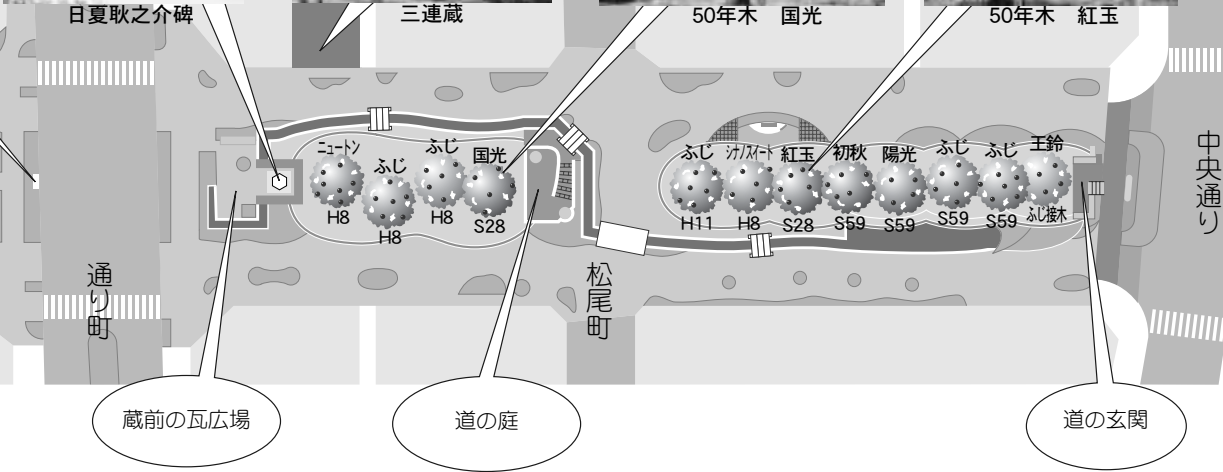 日夏耿之介碑
三連蔵
50年木 国光
50年木 紅玉
ニュートン
H8
ふじ
H8
ふじ
H8
国光
S28
ふじ
H11
シナノスイート
H8
紅玉
S28
初秋
S59
陽光
S59
ふじ
S59
ふじ
S59
王鈴
ふじ接木
中央通り
通り町
松尾町
蔵前の瓦広場
道の庭
道の玄関